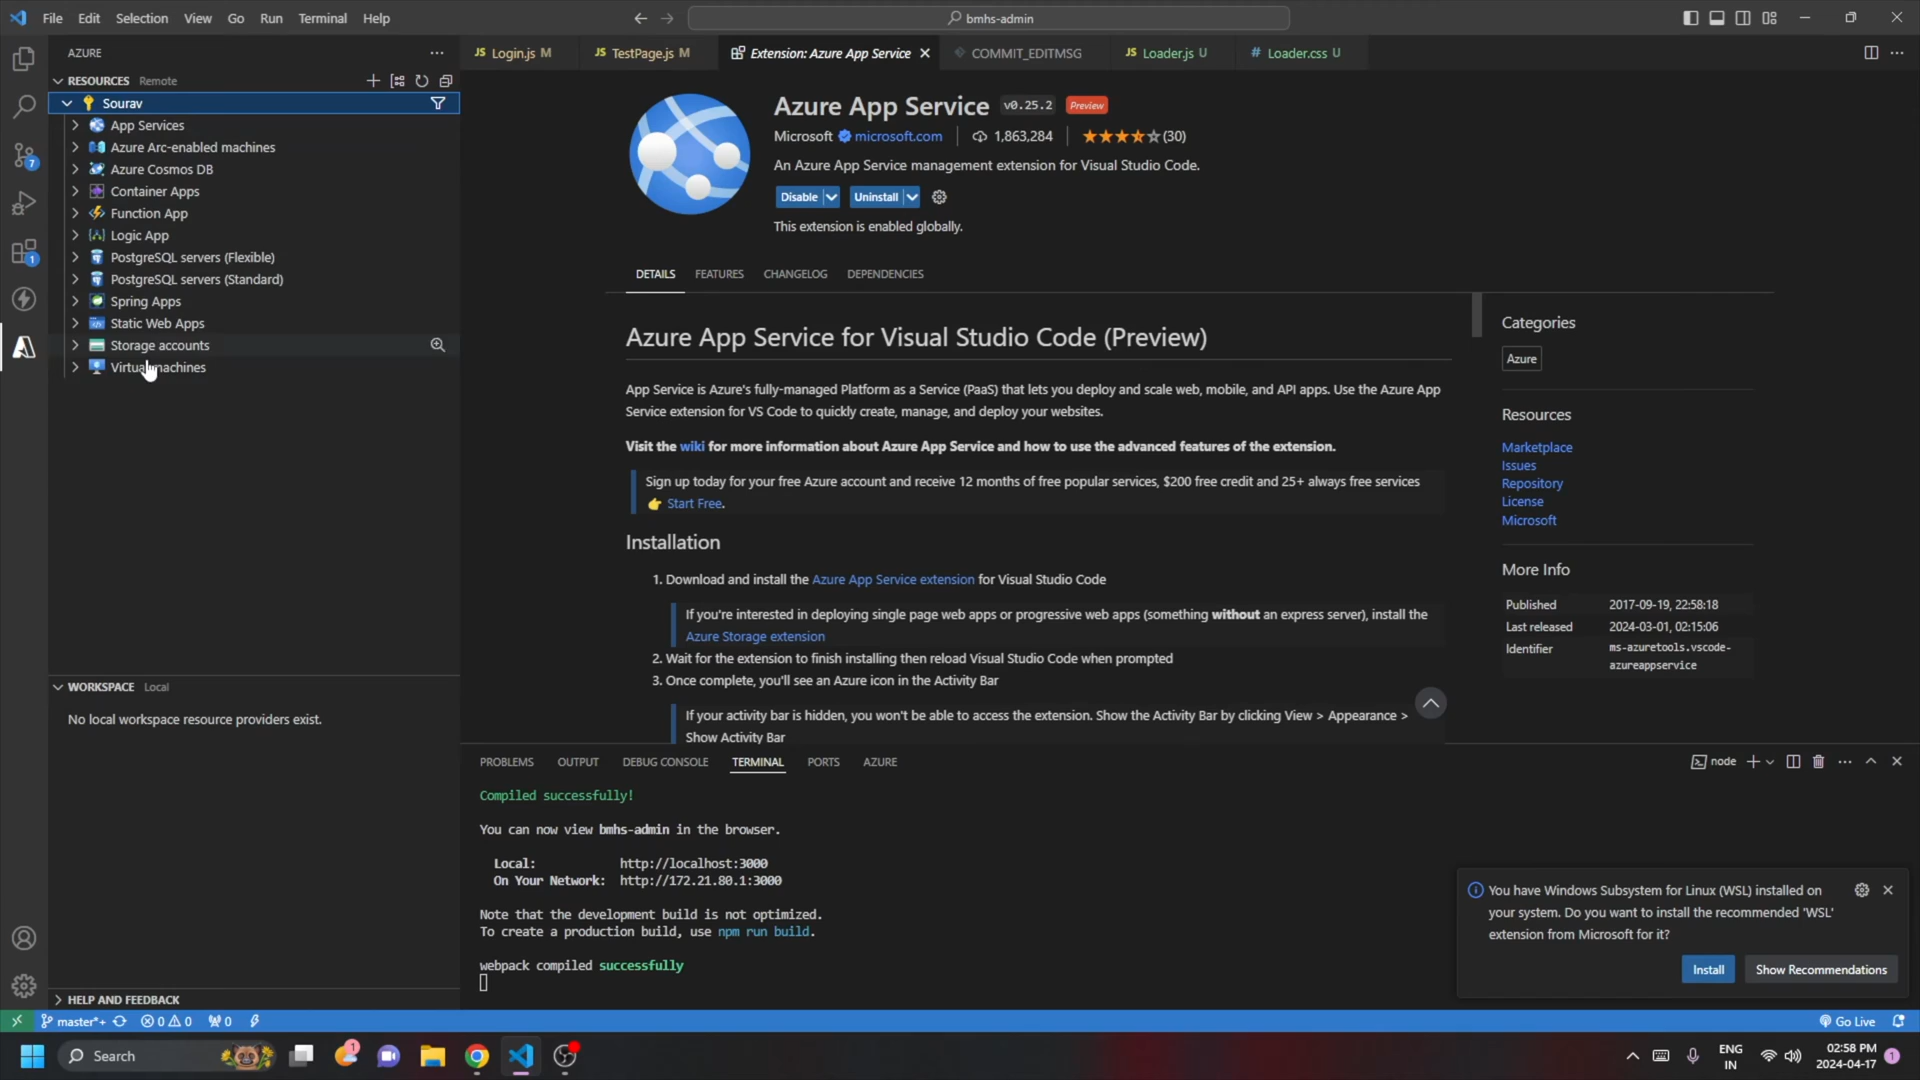 File Edit Selection View Go Run Terminal Help
bmhs-admin
AZURE
RESOURCES Remote
Sourav
App Services
Azure Arc-enabled machines
Azure Cosmos DB
Container Apps
Function App
Logic App
PostgreSQL servers (Flexible)
PostgreSQL servers (Standard)
Spring Apps
Static Web Apps
Storage accounts
Virtual machines
7
1
WORKSPACE Local
No local workspace resource providers exist.
HELP AND FEEDBACK
JS Login.js M
JS TestPage.js M
Extension: Azure App Service
COMMIT_EDITMSG
JS Loader.js U
# Loader.css U
Azure App Service v0.25.2 Preview
Microsoft microsoft.com 1,863,284 (30)
An Azure App Service management extension for Visual Studio Code.
Disable Uninstall
This extension is enabled globally.
DETAILS FEATURES CHANGELOG DEPENDENCIES
Azure App Service for Visual Studio Code (Preview)
App Service is Azure's fully-managed Platform as a Service (PaaS) that lets you deploy and scale web, mobile, and API apps. Use the Azure App
Service extension for VS Code to quickly create, manage, and deploy your websites.
Visit the wiki for more information about Azure App Service and how to use the advanced features of the extension.
Sign up today for your free Azure account and receive 12 months of free popular services, $200 free credit and 25+ always free services
👉 Start Free.
Installation
1. Download and install the Azure App Service extension for Visual Studio Code
If you're interested in deploying single page web apps or progressive web apps (something without an express server), install the
Azure Storage extension
2. Wait for the extension to finish installing then reload Visual Studio Code when prompted
3. Once complete, you'll see an Azure icon in the Activity Bar
If your activity bar is hidden, you won't be able to access the extension. Show the Activity Bar by clicking View > Appearance >
Show Activity Bar
Categories
Azure
Resources
Marketplace
Issues
Repository
License
Microsoft
More Info
Published 2017-09-19, 22:58:18
Last released 2024-03-01, 02:15:06
Identifier ms-azuretools.vscode-
azureappservice
PROBLEMS OUTPUT DEBUG CONSOLE TERMINAL PORTS AZURE
node
Compiled successfully!
You can now view bmhs-admin in the browser.
Local: http://localhost:3000
On Your Network: http://172.21.80.1:3000
Note that the development build is not optimized.
To create a production build, use npm run build.
webpack compiled successfully
You have Windows Subsystem for Linux (WSL) installed on
your system. Do you want to install the recommended 'WSL'
extension from Microsoft for it?
Install Show Recommendations
master*+ 0 0 0
Go Live
Search
1
ENG
IN
02:58 PM
2024-04-17
1